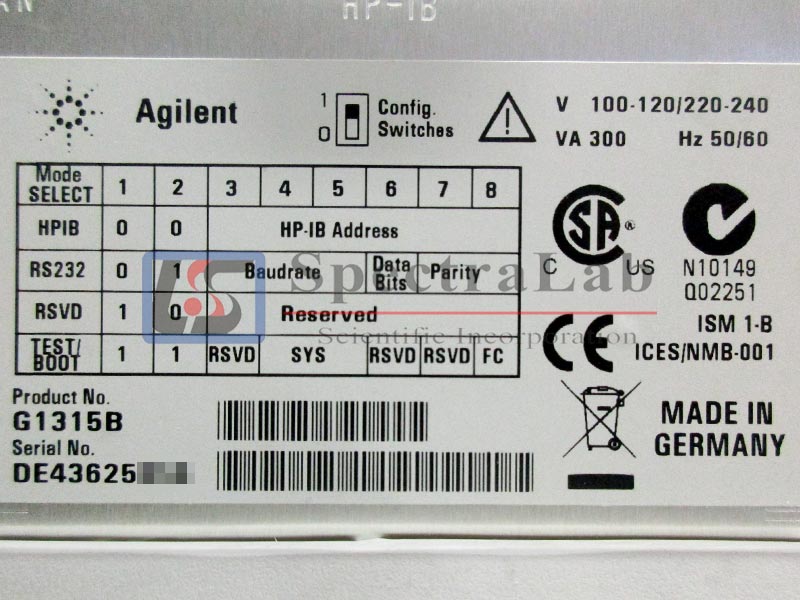 HP-IB
Agilent
1
0
Config.
Switches
V 100-120/220-240
VA 300 Hz 50/60
Mode
SELECT 1 2 3 4 5 6 7 8
HPIB 0 0 HP-IB Address
RS232 0 1 Baudrate Data Bits Parity
RSVD 1 0 Reserved
TEST/
BOOT 1 1 RSVD SYS RSVD RSVD FC
SA ®
C US
N10149
Q02251
ISM 1-B
CE ICES/NMB-001
Product No.
G1315B
Serial No.
DE43625
MADE IN
GERMANY
LS SpectraLab
Scientific Incorporation